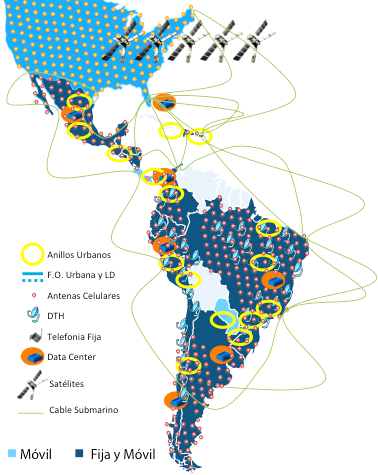 Anillos Urbanos
F.O. Urbana y LD
Antenas Celulares
DTH
Telefonia Fija
Data Center
Satélites
Cable Submarino
Móvil
Fija y Móvil